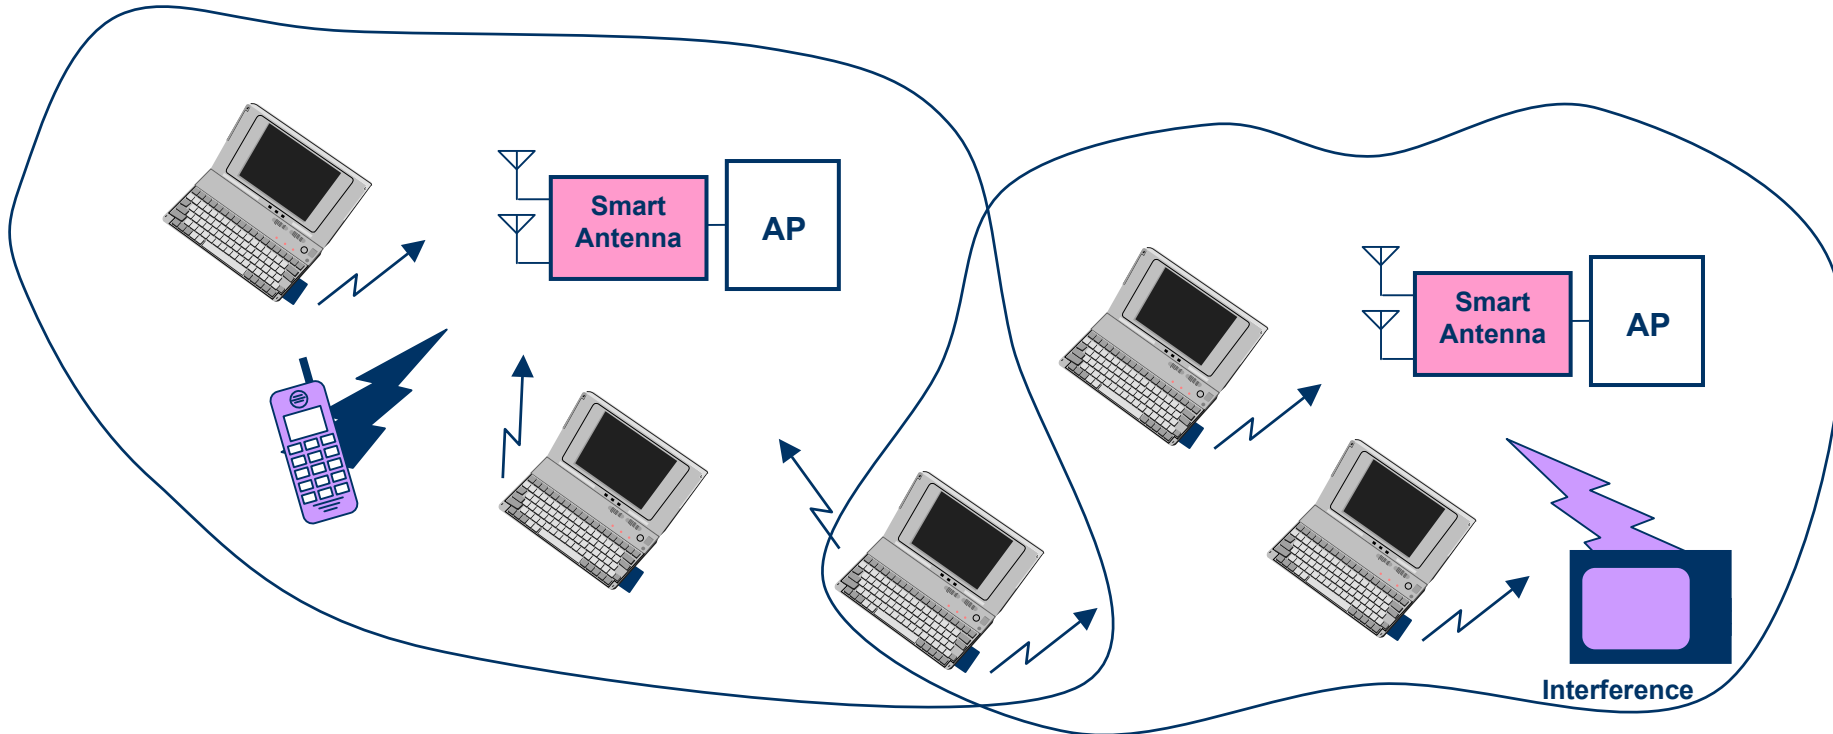 Smart
Antenna
AP
Smart
Antenna
AP
Interference